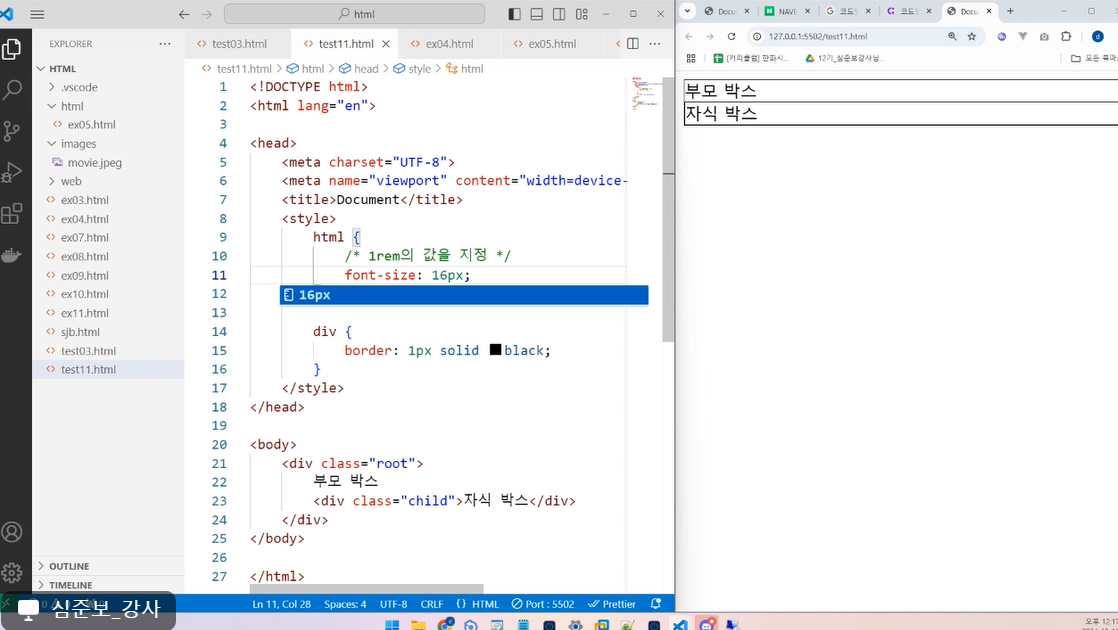 html
EXPLORER
HTML
.vscode
html
ex05.html
images
movie.jpeg
web
ex03.html
ex04.html
ex07.html
ex08.html
ex09.html
ex10.html
ex11.html
sjb.html
test03.html
test11.html
OUTLINE
TIMELINE
test03.html
test11.html
ex04.html
ex05.html
test11.html > html > head > style > html
1 <!DOCTYPE html>
2 <html lang="en">
3
4 <head>
5 <meta charset="UTF-8">
6 <meta name="viewport" content="width=device-
7 <title>Document</title>
8 <style>
9 html {
10 /* 1rem의 값을 지정 */
11 font-size: 16px;
12 16px
13
14 div {
15 border: 1px solid black;
16 }
17 </style>
18 </head>
19
20 <body>
21 <div class="root">
22 부모 박스
23 <div class="child">자식 박스</div>
24 </div>
25 </body>
26
27 </html>
Ln 11, Col 28 Spaces: 4 UTF-8 CRLF {} HTML Port : 5502 Prettier
심준보_강사
Docu
NAVE
코드S
코드S
Docu
127.0.0.1:5502/test11.html
[커리큘럼] 만화시...
12기_심준보강사님...
모든 북마
부모 박스
자식 박스